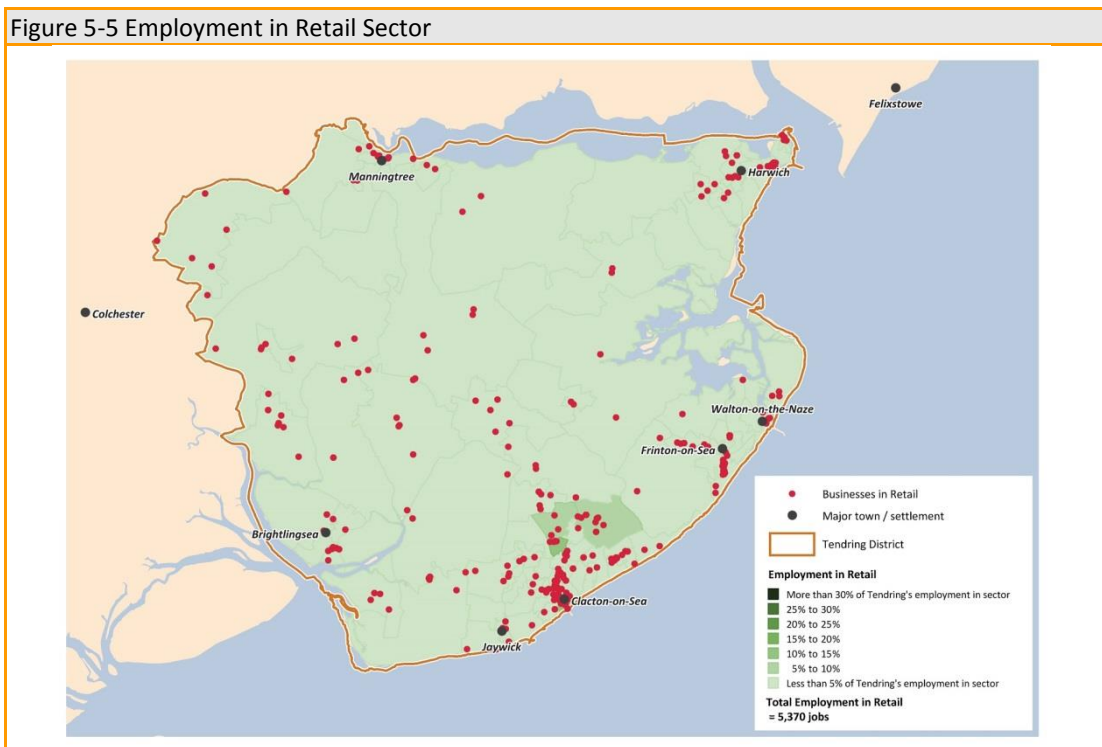 Figure 5-5 Employment in Retail Sector
Felixstowe
Manningtree
Harwich
Colchester
Walton-on-the-Naze
Frinton-on-Sea
Brightlingsea
Clacton-on-Sea
Jaywick
Businesses in Retail
Major town / settlement
Tendring District
Employment in Retail
More than 30% of Tendring's employment in sector
25% to 30%
20% to 25%
15% to 20%
10% to 15%
5% to 10%
Less than 5% of Tendring's employment in sector
Total Employment in Retail
= 5,370 jobs